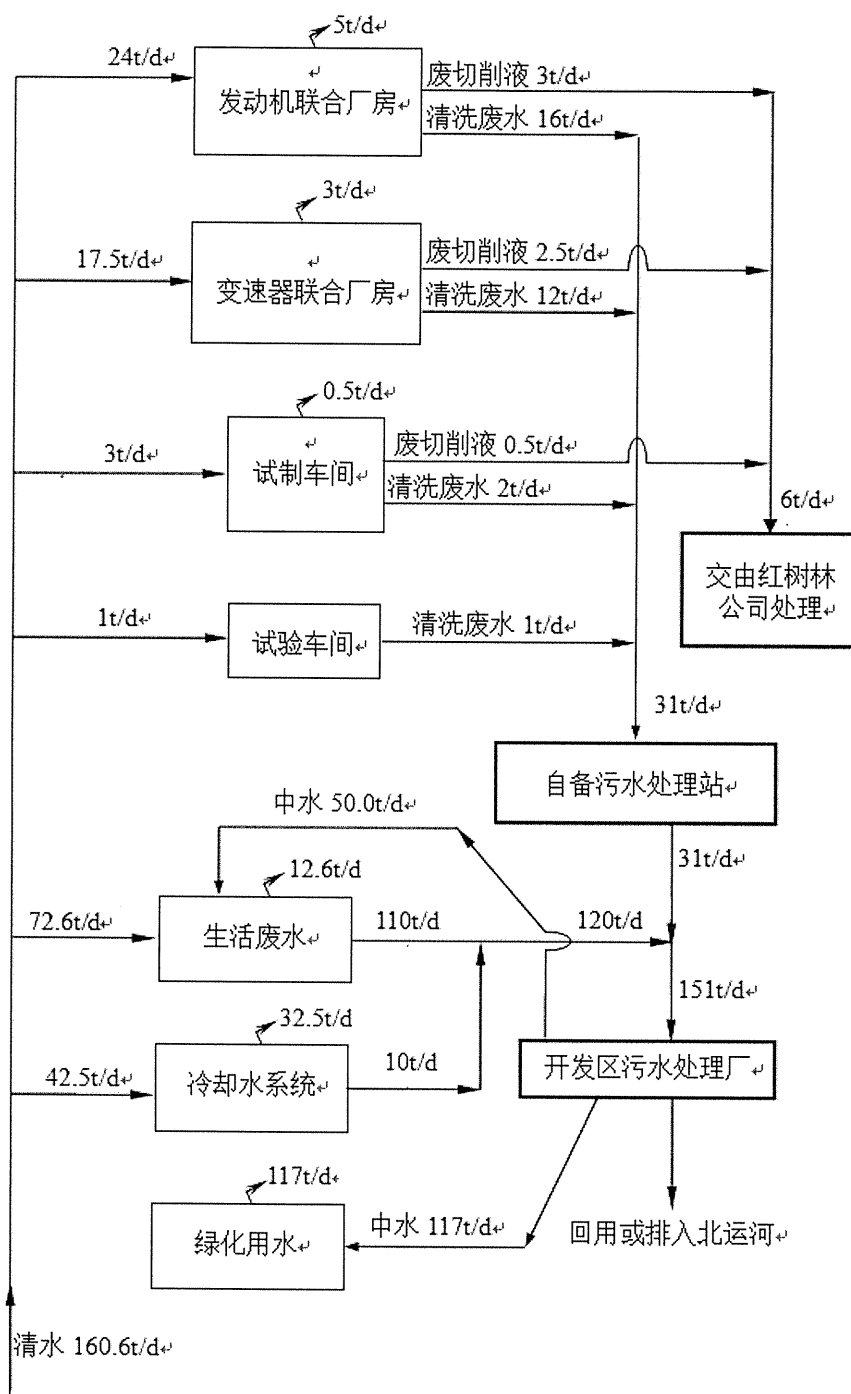 5t/d
24t/d
发动机联合厂房
废切削液 3t/d
清洗废水 16t/d
3t/d
17.5t/d
变速器联合厂房
废切削液 2.5t/d
清洗废水 12t/d
0.5t/d
3t/d
试制车间
废切削液 0.5t/d
清洗废水 2t/d
6t/d
交由红树林
公司处理
1t/d
试验车间
清洗废水 1t/d
31t/d
自备污水处理站
中水 50.0t/d
31t/d
12.6t/d
72.6t/d
生活废水
110t/d
120t/d
151t/d
32.5t/d
42.5t/d
冷却水系统
10t/d
开发区污水处理厂
117t/d
绿化用水
中水 117t/d
回用或排入北运河
清水 160.6t/d